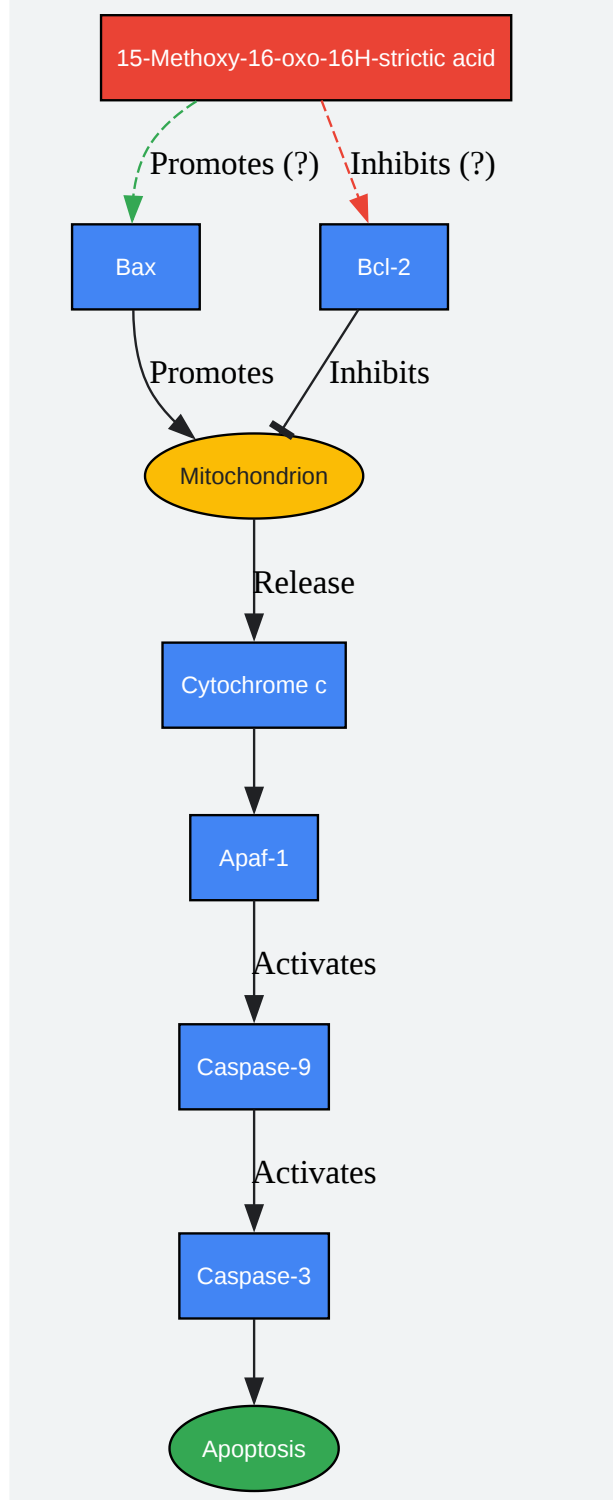 15-Methoxy-16-oxo-16H-strictic acid
Promotes (?)
Inhibits (?)
Bax
Bcl-2
Promotes
Inhibits
Mitochondrion
Release
Cytochrome c
Apaf-1
Activates
Caspase-9
Activates
Caspase-3
Apoptosis